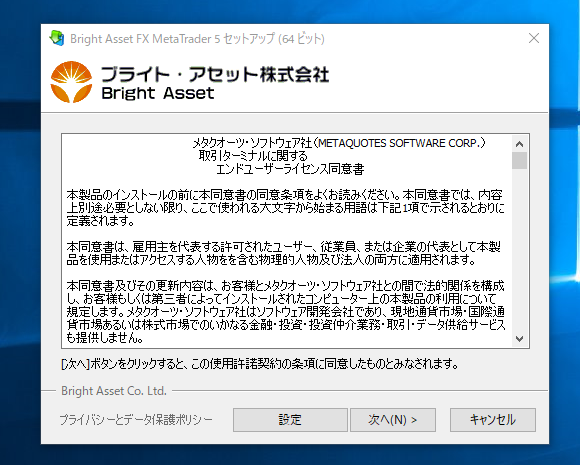 Bright Asset FX MetaTrader 5 セットアップ (64 ビット)
ブライト・アセット株式会社
Bright Asset
メタクオーツ・ソフトウェア社（METAQUOTES SOFTWARE CORP.）
取引ターミナルに関する
エンドユーザーライセンス同意書
本製品のインストールの前に本同意書の同意条項をよくお読みください。本同意書では、内容
上別途必要としない限り、ここで使われる大文字から始まる用語は下記1項で示されるとおりに
定義されます。
本同意書は、雇用主を代表する許可されたユーザー、従業員、または企業の代表として本製
品を使用またはアクセスする人物をを含む物理的人物及び法人の両方に適用されます。
本同意書及びその更新内容は、お客様とメタクオーツ・ソフトウェア社との間で法的関係を構成
し、お客様もしくは第三者によってインストールされたコンピューター上の本製品の利用について
規定します。メタクオーツ・ソフトウェア社はソフトウェア開発会社であり、現地通貨市場・国際通
貨市場あるいは株式市場でのいかなる金融・投資・投資仲介業務・取引・データ供給サービス
も提供しません。
[次へ]ボタンをクリックすると、この使用許諾契約の条項に同意したものとみなされます。
Bright Asset Co. Ltd.
プライバシーとデータ保護ポリシー
設定
次へ(N) >
キャンセル